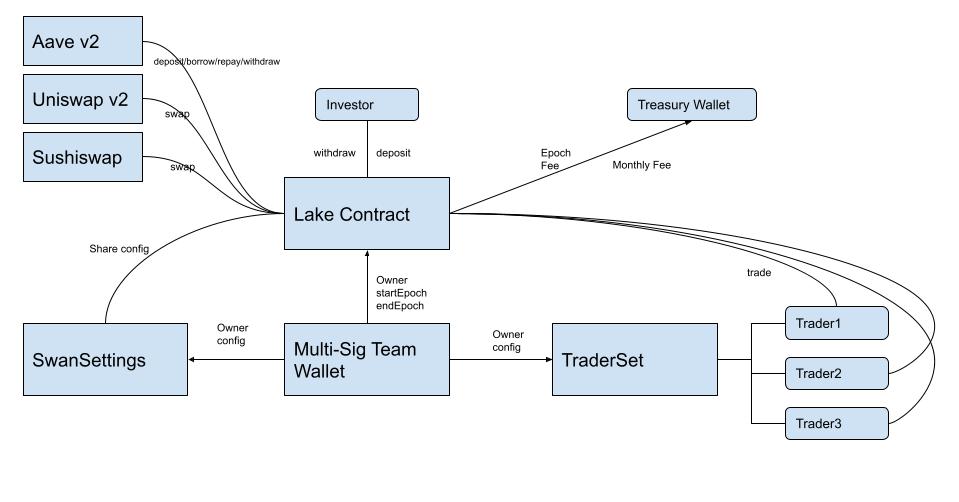 Aave v2
deposit/borrow/repay/withdraw
Uniswap v2
swap
Sushiswap
swap
Investor
Treasury Wallet
withdraw
deposit
Epoch
Fee
Monthly Fee
Lake Contract
Share config
trade
Owner
startEpoch
endEpoch
Trader1
Owner
config
Owner
config
SwanSettings
Multi-Sig Team
Wallet
TraderSet
Trader2
Trader3